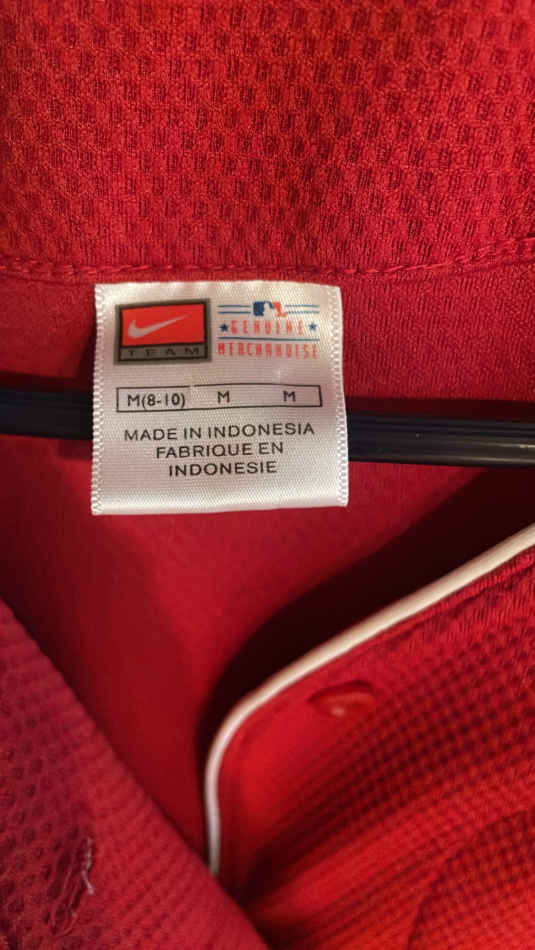 TEAM
GENUINE
MERCHANDISE
M(8-10) M M
MADE IN INDONESIA
FABRIQUE EN
INDONESIE